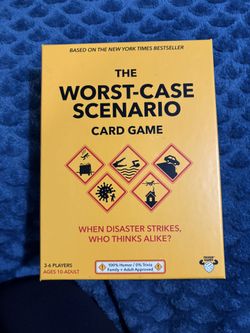 BASED ON THE NEW YORK TIMES BESTSELLER
THE
WORST-CASE
SCENARIO
CARD GAME
WHEN DISASTER STRIKES,
WHO THINKS ALIKE?
3-6 PLAYERS
AGES 10-ADULT
100% Humor / 0% Trivia
Family + Adult Approved